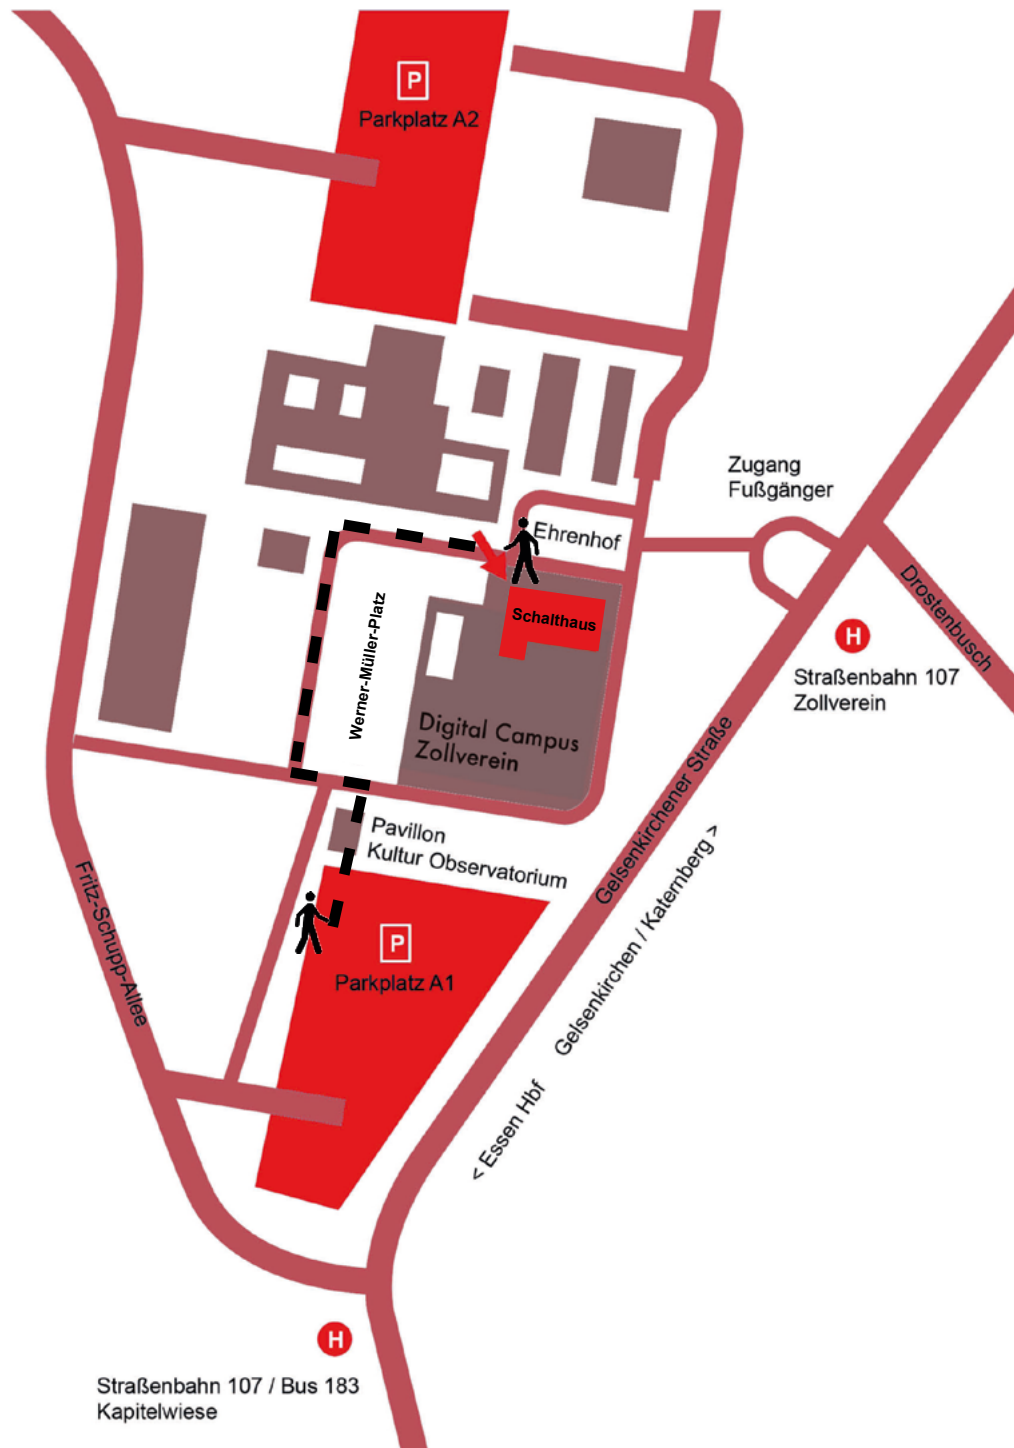 P
Parkplatz A2
Zugang
Fußgänger
Ehrenhof
Drostenbusch
Werner-Müller-Platz
Schalthaus
H
Straßenbahn 107
Zollverein
Digital Campus
Zollverein
Gelsenkirchener Straße
Pavillon
Kultur Observatorium
Fritz-Schupp-Allee
P
Parkplatz A1
Gelsenkirchen / Katernberg >
< Essen Hbf
H
Straßenbahn 107 / Bus 183
Kapitelwiese